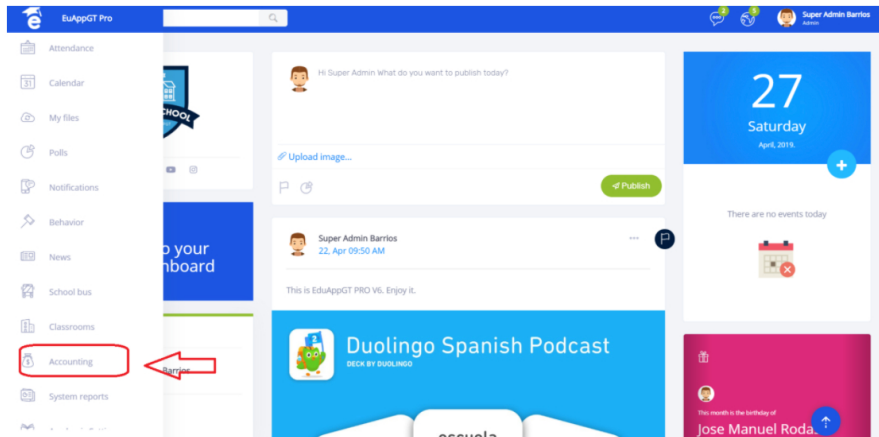 EuAppGT Pro
2
5
Super Admin Barrios
Admin
Attendance
Calendar
My files
Polls
Notifications
Behavior
News
School bus
Classrooms
Accounting
System reports
Hi Super Admin What do you want to publish today?
Upload image...
Publish
Super Admin Barrios
22, Apr 09:50 AM
This is EduAppGT PRO V6. Enjoy it.
2
Duolingo Spanish Podcast
DECK BY DUOLINGO
escuela
your
Barrios
27
Saturday
April, 2019.
There are no events today
This month is the birthday of
Jose Manuel